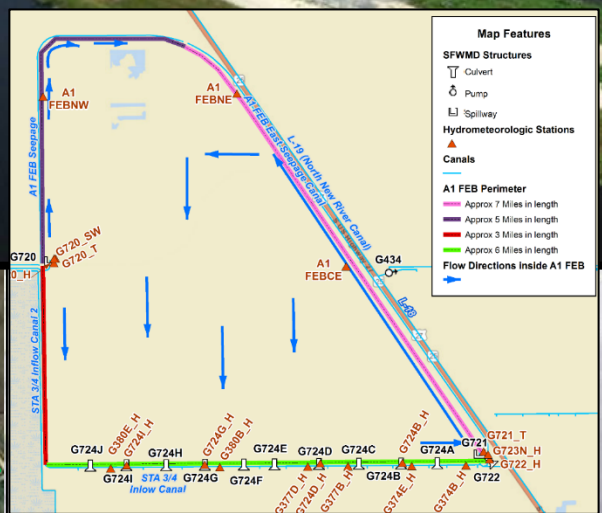 Map Features
SFWMD Structures
Culvert
Pump
Spillway
Hydrometeorologic Stations
Canals
A1 FEB Perimeter
Approx 7 Miles in length
Approx 5 Miles in length
Approx 3 Miles in length
Approx 6 Miles in length
Flow Directions inside A1 FEB
A1
FEBNW
A1
FEBNE
A1 FEB Seepage
L-19 (North New River Canal)
A1 FEB East Seepage Canal
G720
G720_SW
G720_T
0_H
A1
FEBCE
G434
L-18
STA 3/4 Inflow Canal 2
G724J
G380E_H
G724I_H
G724I
G724H
G724G_H
G724G
G380B_H
G724F
G724E
G724D
G377D_H
G724D_H
G377B_H
G724C
G724B_H
G724B
G374E_H
G724A
G374B_H
G721
G721_T
G723N_H
G722_H
G722
STA 3/4
Inlow Canal